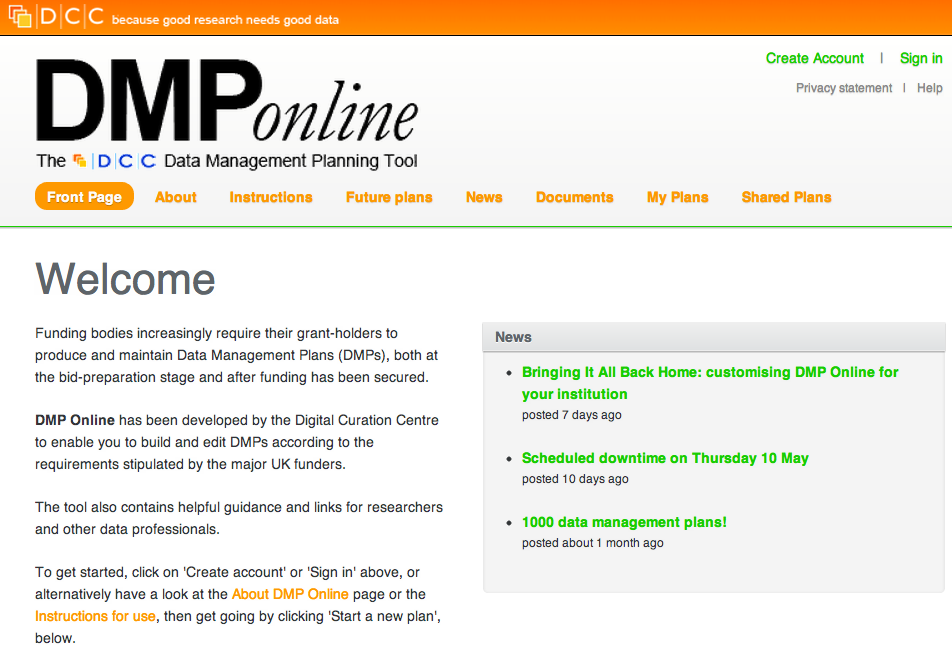 DCC because good research needs good data
Create Account | Sign in
Privacy statement | Help
DMPonline
The DCC Data Management Planning Tool
Front Page About Instructions Future plans News Documents My Plans Shared Plans
Welcome
Funding bodies increasingly require their grant-holders to
produce and maintain Data Management Plans (DMPs), both at
the bid-preparation stage and after funding has been secured.
DMP Online has been developed by the Digital Curation Centre
to enable you to build and edit DMPs according to the
requirements stipulated by the major UK funders.
The tool also contains helpful guidance and links for researchers
and other data professionals.
To get started, click on 'Create account' or 'Sign in' above, or
alternatively have a look at the About DMP Online page or the
Instructions for use, then get going by clicking 'Start a new plan',
below.
News
• Bringing It All Back Home: customising DMP Online for
your institution
posted 7 days ago
• Scheduled downtime on Thursday 10 May
posted 10 days ago
• 1000 data management plans!
posted about 1 month ago